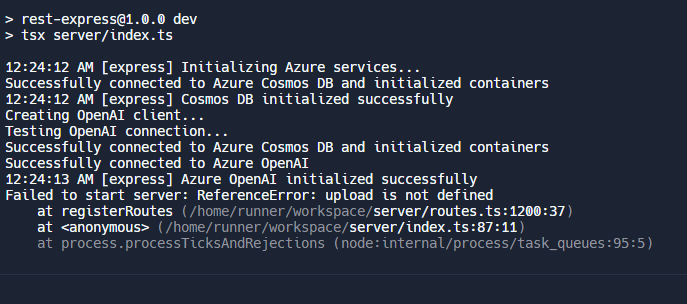 > rest-express@1.0.0 dev
> tsx server/index.ts
12:24:12 AM [express] Initializing Azure services...
Successfully connected to Azure Cosmos DB and initialized containers
12:24:12 AM [express] Cosmos DB initialized successfully
Creating OpenAI client...
Testing OpenAI connection...
Successfully connected to Azure Cosmos DB and initialized containers
Successfully connected to Azure OpenAI
12:24:13 AM [express] Azure OpenAI initialized successfully
Failed to start server: ReferenceError: upload is not defined
at registerRoutes (/home/runner/workspace/server/routes.ts:1200:37)
at <anonymous> (/home/runner/workspace/server/index.ts:87:11)
at process.processTicksAndRejections (node:internal/process/task_queues:95:5)